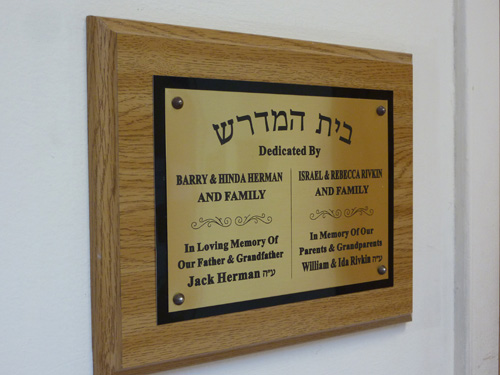 בית המדרש
Dedicated By
BARRY & HINDA HERMAN
AND FAMILY
In Loving Memory Of
Our Father & Grandfather
Jack Herman ע״ה
ISRAEL & REBECCA RIVKIN
AND FAMILY
In Memory Of Our
Parents & Grandparents
William & Ida Rivkin ע״ה